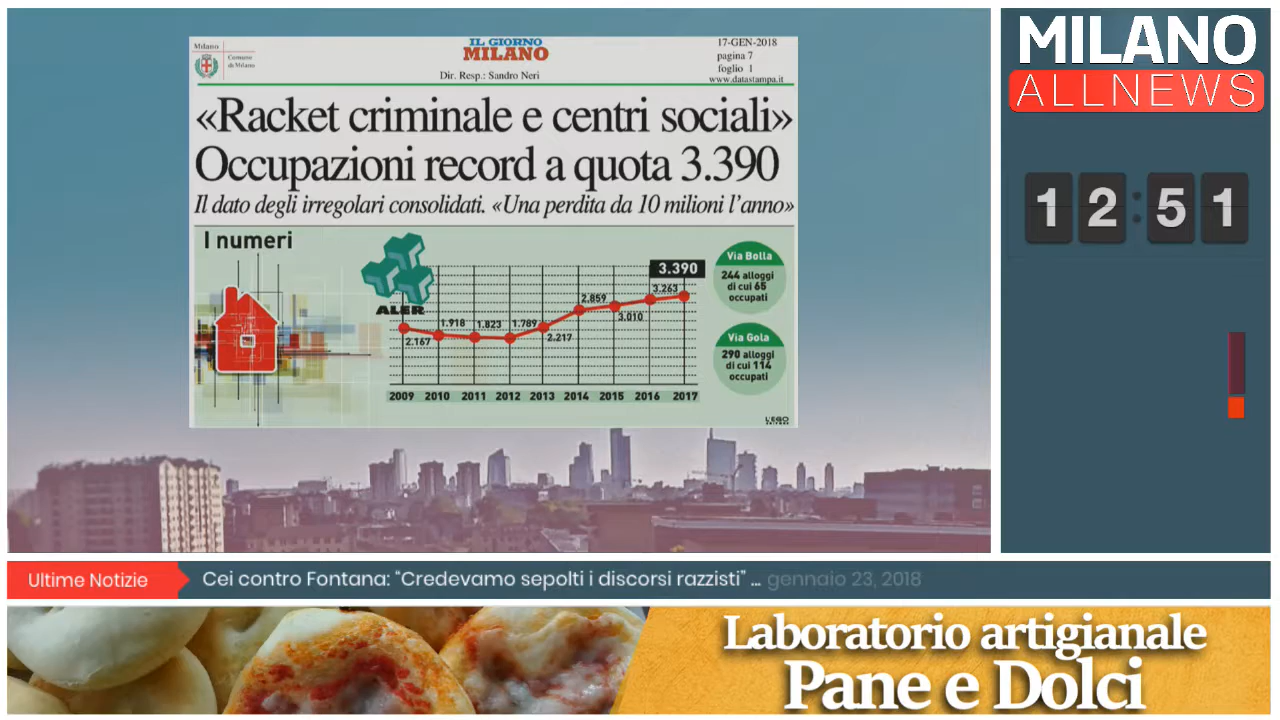 MILANO
ALLNEWS
12:51
Milano
Comune
di Milano
IL GIORNO
MILANO
Dir. Resp.: Sandro Neri
17-GEN-2018
pagina 7
foglio 1
www.datastampa.it
«Racket criminale e centri sociali»
Occupazioni record a quota 3.390
Il dato degli irregolari consolidati. «Una perdita da 10 milioni l'anno»
I numeri
ALER
2.167
1.918
1.823
1.789
2.217
2.859
3.010
3.263
3.390
2009 2010 2011 2012 2013 2014 2015 2016 2017
Via Bolla
244 alloggi
di cui 65
occupati
Via Gola
290 alloggi
di cui 114
occupati
L'EGO
Ultime Notizie
Cei contro Fontana: “Credevamo sepolti i discorsi razzisti” ... gennaio 23, 2018
Laboratorio artigianale
Pane e Dolci